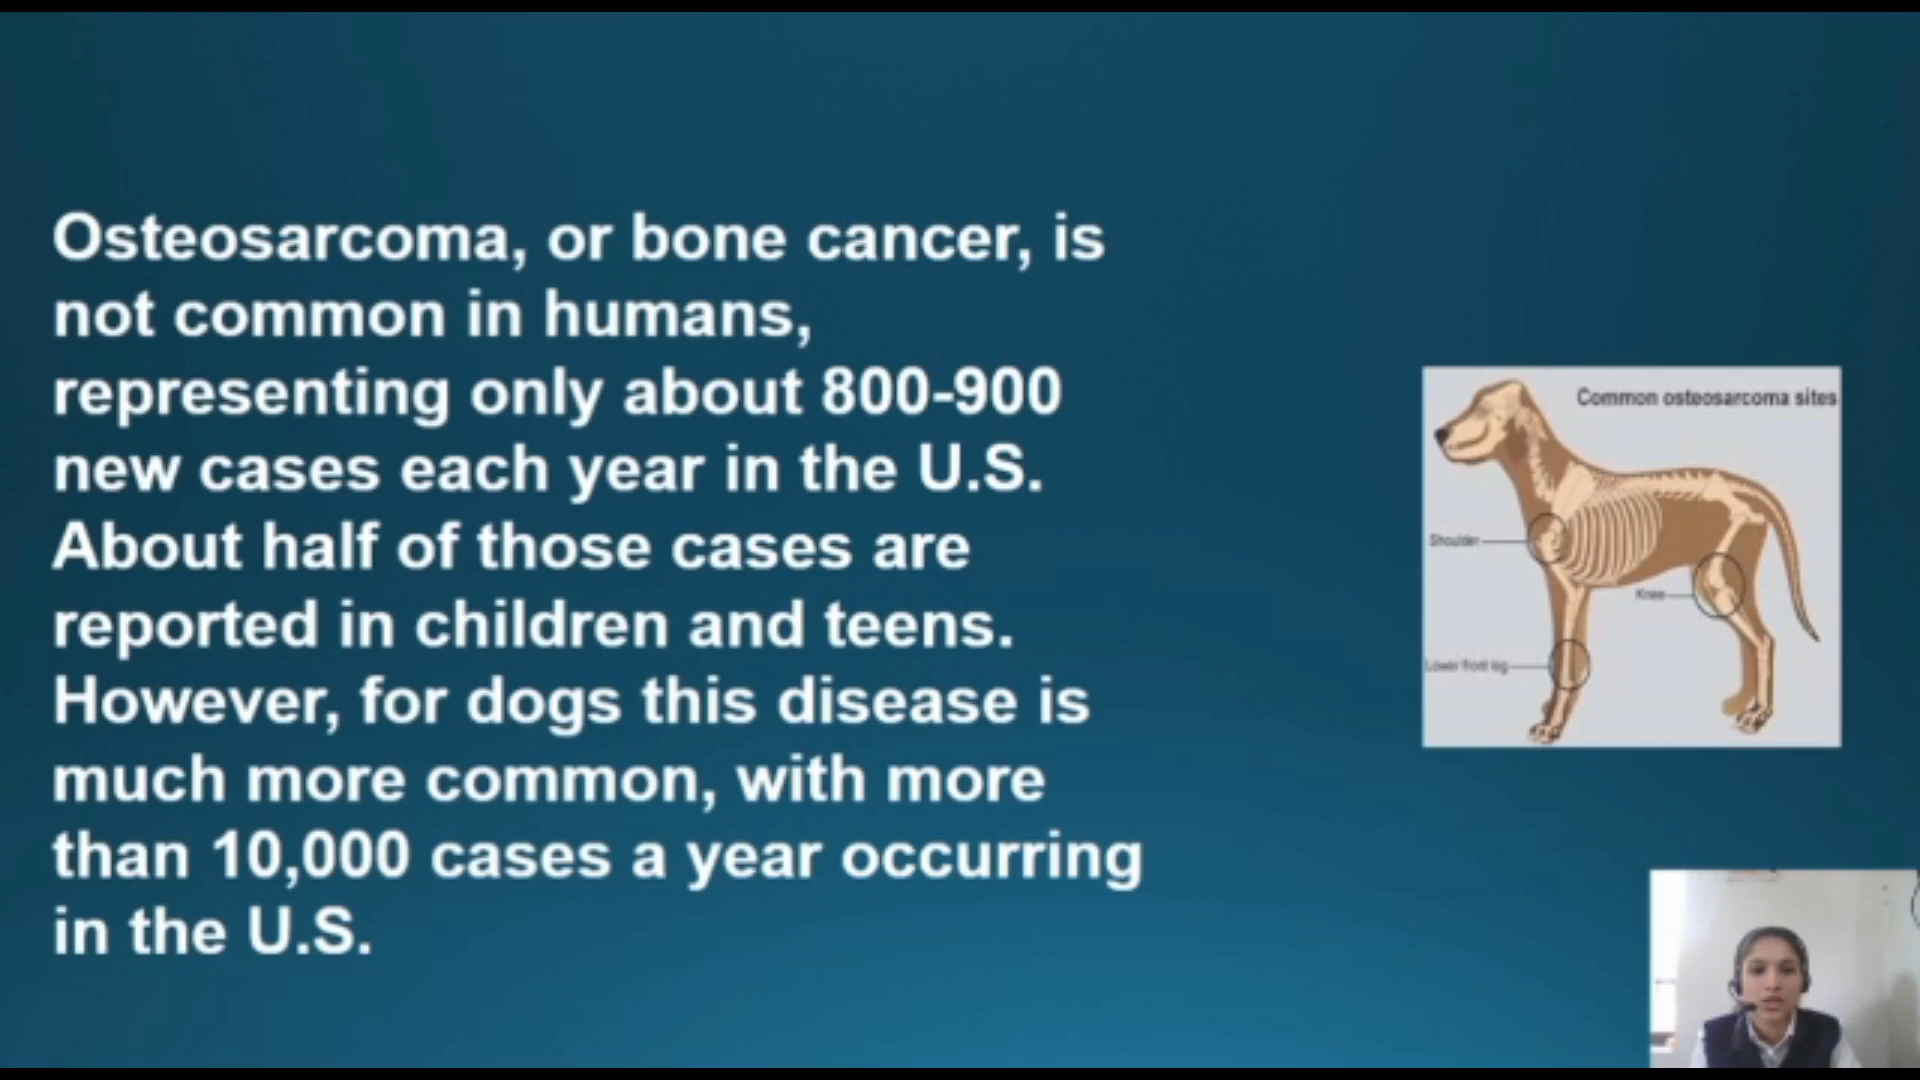 Osteosarcoma, or bone cancer, is
not common in humans,
representing only about 800-900
new cases each year in the U.S.
About half of those cases are
reported in children and teens.
However, for dogs this disease is
much more common, with more
than 10,000 cases a year occurring
in the U.S.
Common osteosarcoma sites
Shoulder
Knee
Lower front leg